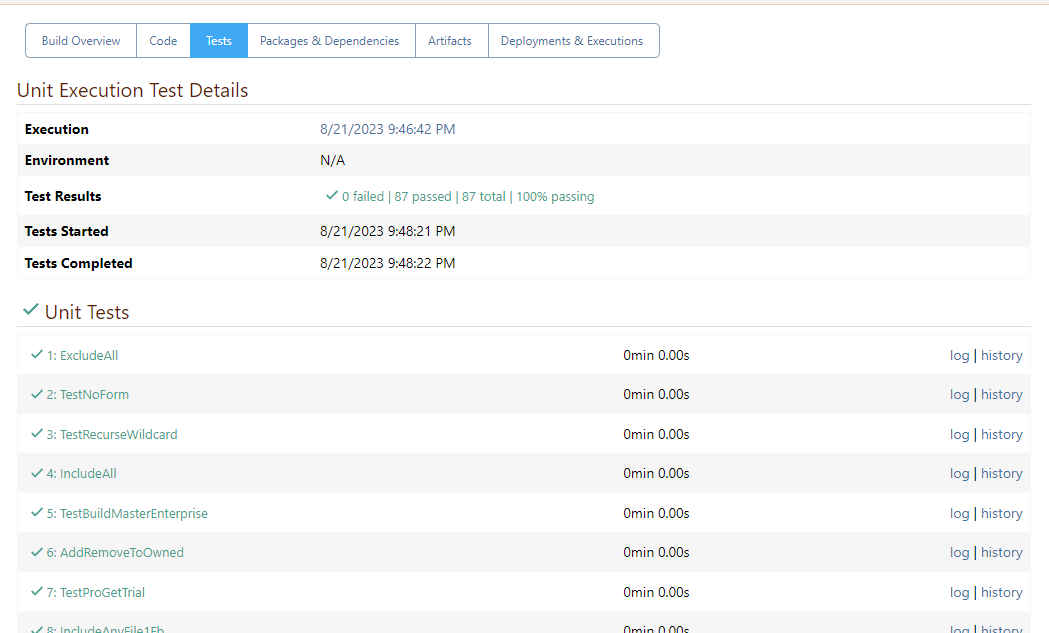 Build Overview Code Tests Packages & Dependencies Artifacts Deployments & Executions
Unit Execution Test Details
Execution 8/21/2023 9:46:42 PM
Environment N/A
Test Results 0 failed | 87 passed | 87 total | 100% passing
Tests Started 8/21/2023 9:48:21 PM
Tests Completed 8/21/2023 9:48:22 PM
Unit Tests
1: ExcludeAll 0min 0.00s log | history
2: TestNoForm 0min 0.00s log | history
3: TestRecurseWildcard 0min 0.00s log | history
4: IncludeAll 0min 0.00s log | history
5: TestBuildMasterEnterprise 0min 0.00s log | history
6: AddRemoveToOwned 0min 0.00s log | history
7: TestProGetTrial 0min 0.00s log | history
8: 0min 0.00s log | history